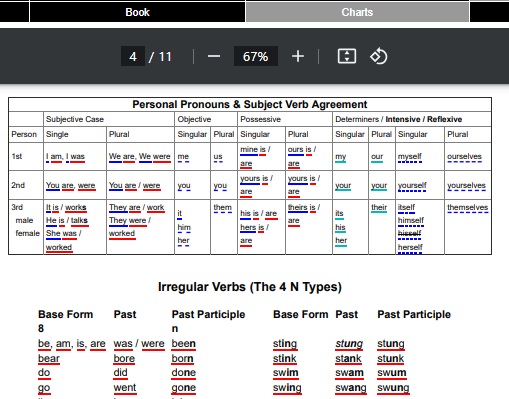 Book Charts
4 / 11 67%
Personal Pronouns & Subject Verb Agreement
Subjective Case Objective Possessive Determiners / Intensive / Reflexive
Person Single Plural Singular Plural Singular Plural Singular Plural Singular Plural
1st I am, I was We are, We were me us mine is / are ours is / are my our myself ourselves
2nd You are, were You are / were you you yours is / are yours is / are your your yourself yourselves
3rd It is / works They are / work it them his is / are theirs is / its their itself themselves
male He is / talks They were / him hers is / are his himself
female She was / worked her are her hisself
worked herself
Irregular Verbs (The 4 N Types)
Base Form Past Past Participle Base Form Past Past Participle
8 n
be, am, is, are was / were been sting stung stung
bear bore born stink stank stunk
do did done swim swam swum
go went gone swing swang swung